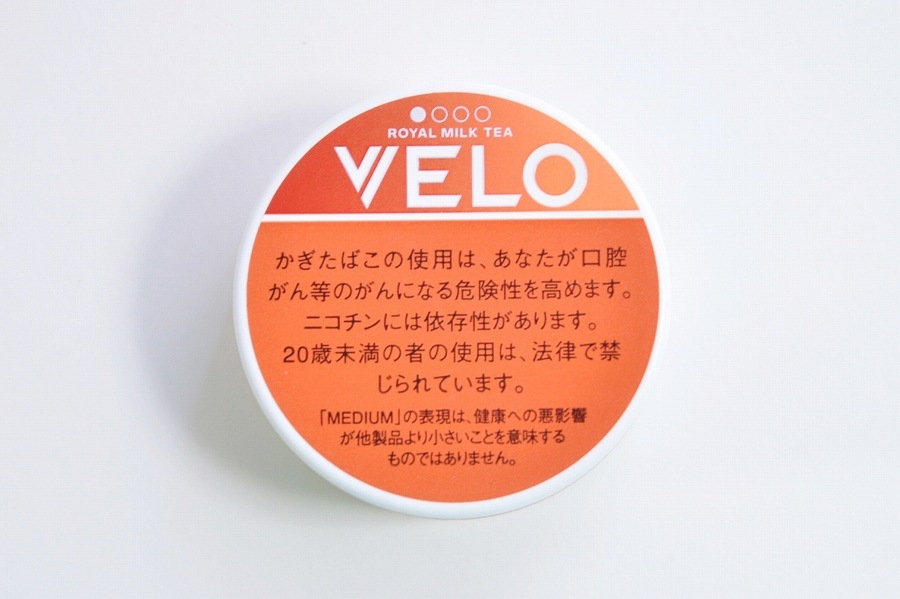 ROYAL MILK TEA
VELO
かぎたばこの使用は、あなたが口腔
がん等のがんになる危険性を高めます。
ニコチンには依存性があります。
20歳未満の者の使用は、法律で禁
じられています。
「MEDIUM」の表現は、健康への悪影響
が他製品より小さいことを意味する
ものではありません。